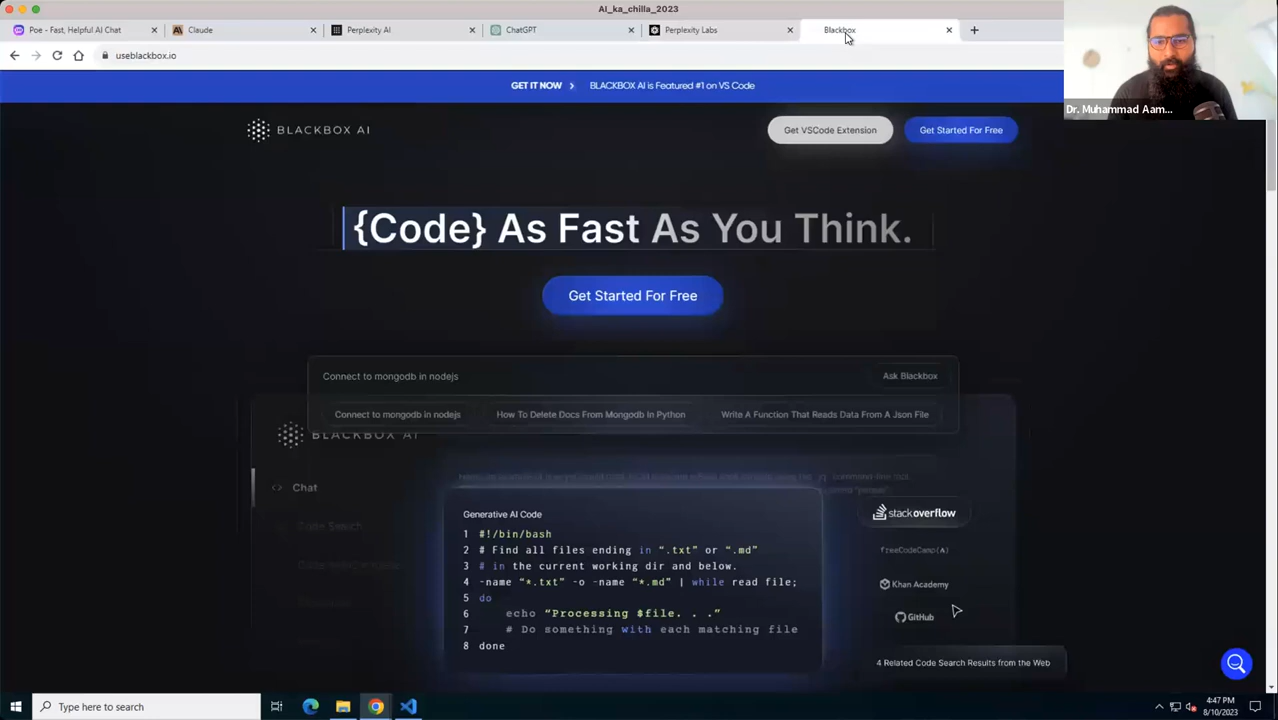 AI_ka_chilla_2023
Poe - Fast, Helpful AI Chat
Claude
Perplexity AI
ChatGPT
Perplexity Labs
Blackbox
useblackbox.io
Dr. Muhammad Aam...
GET IT NOW
BLACKBOX AI is Featured #1 on VS Code
BLACKBOX AI
Get VSCode Extension
Get Started For Free
{Code} As Fast As You Think.
Get Started For Free
Connect to mongodb in nodejs
Ask Blackbox
Connect to mongodb in nodejs
How To Delete Docs From Mongodb In Python
Write A Function That Reads Data From A Json File
BLACKBOX AI
Chat
Code Search
Generative AI Code
1 #!/bin/bash
2 # Find all files ending in “.txt” or “.md”
3 # in the current working dir and below.
4 -name “*.txt” -o -name “*.md” | while read file;
5 do
6 echo “Processing $file. . .”
7 # Do something with each matching file
8 done
stackoverflow
freeCodeCamp(A)
Khan Academy
GitHub
4 Related Code Search Results from the Web
Type here to search
4:47 PM
8/10/2023